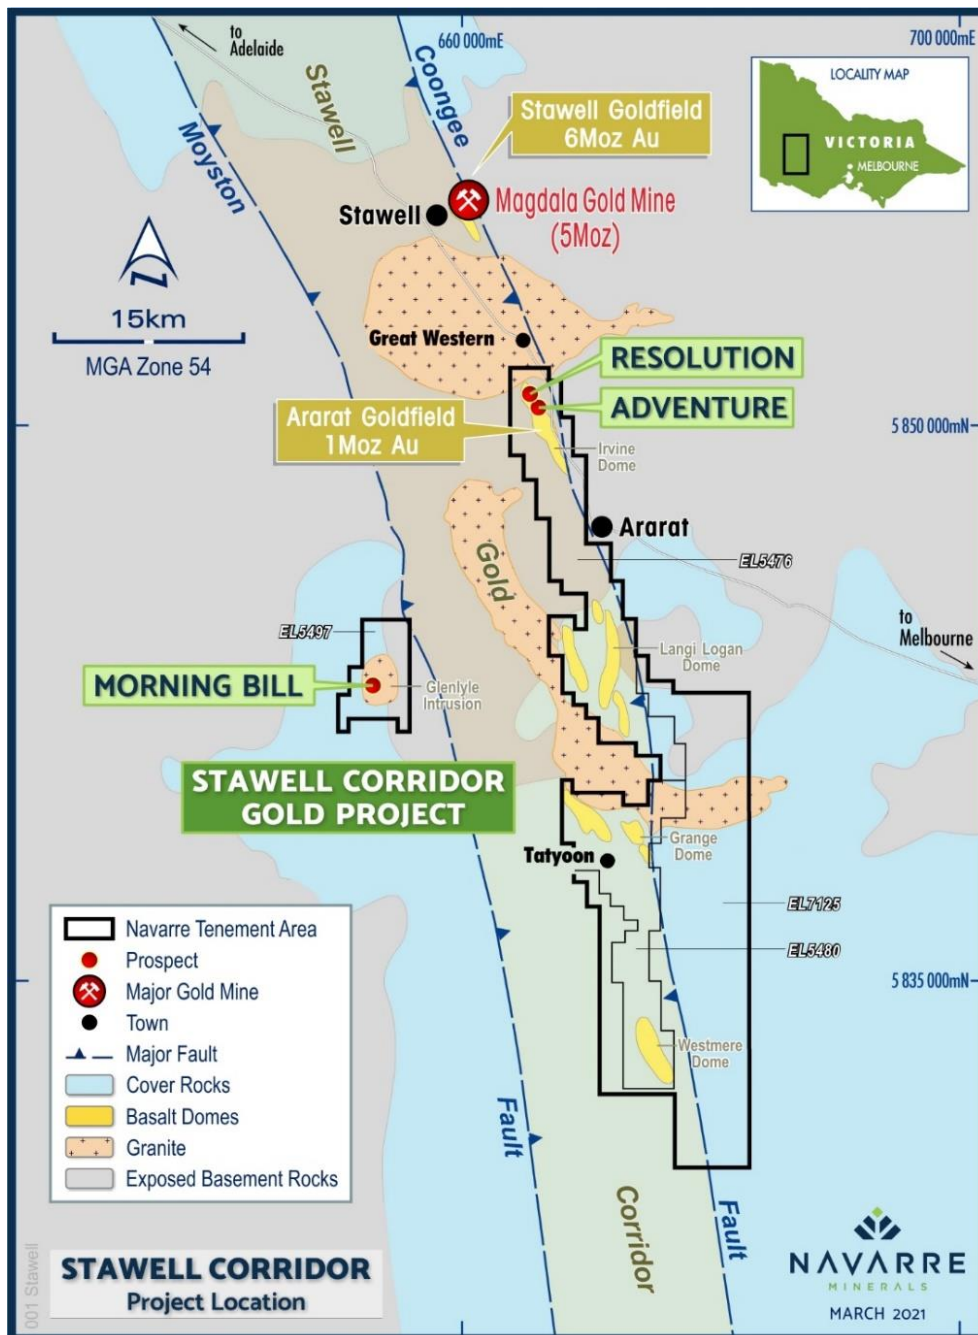 to
Adelaide
660 000mE
700 000mE
LOCALITY MAP
VICTORIA
MELBOURNE
Stawell
Coongee
Moyston
Stawell Goldfield
6Moz Au
Magdala Gold Mine
(5Moz)
Stawell
N
15km
MGA Zone 54
Great Western
RESOLUTION
ADVENTURE
5 850 000mN
Ararat Goldfield
1Moz Au
Irvine
Dome
Ararat
Gold
EL5476
to
Melbourne
EL5497
Langi Logan
Dome
MORNING BILL
Glenlyle
Intrusion
STAWELL CORRIDOR
GOLD PROJECT
Grange
Dome
Tatyoon
EL7125
EL5480
5 835 000mN
Westmere
Dome
Fault
Corridor
Fault
Navarre Tenement Area
Prospect
Major Gold Mine
Town
Major Fault
Cover Rocks
Basalt Domes
Granite
Exposed Basement Rocks
001 Stawell
STAWELL CORRIDOR
Project Location
NAVARRE
MINERALS
MARCH 2021